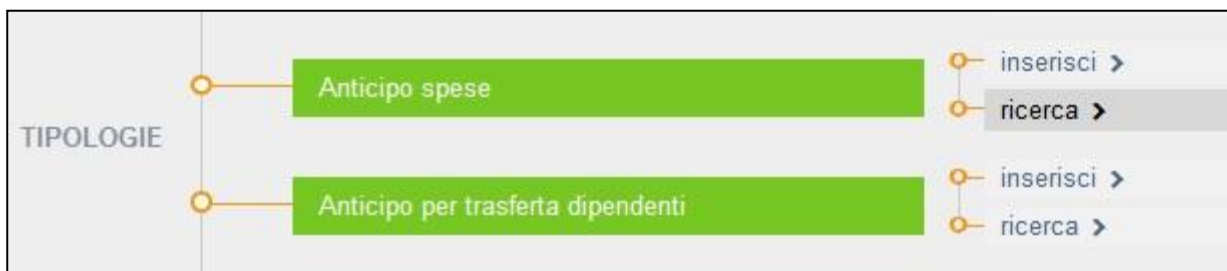 TIPOLOGIE
Anticipo spese
inserisci >
ricerca >
Anticipo per trasferta dipendenti
inserisci >
ricerca >